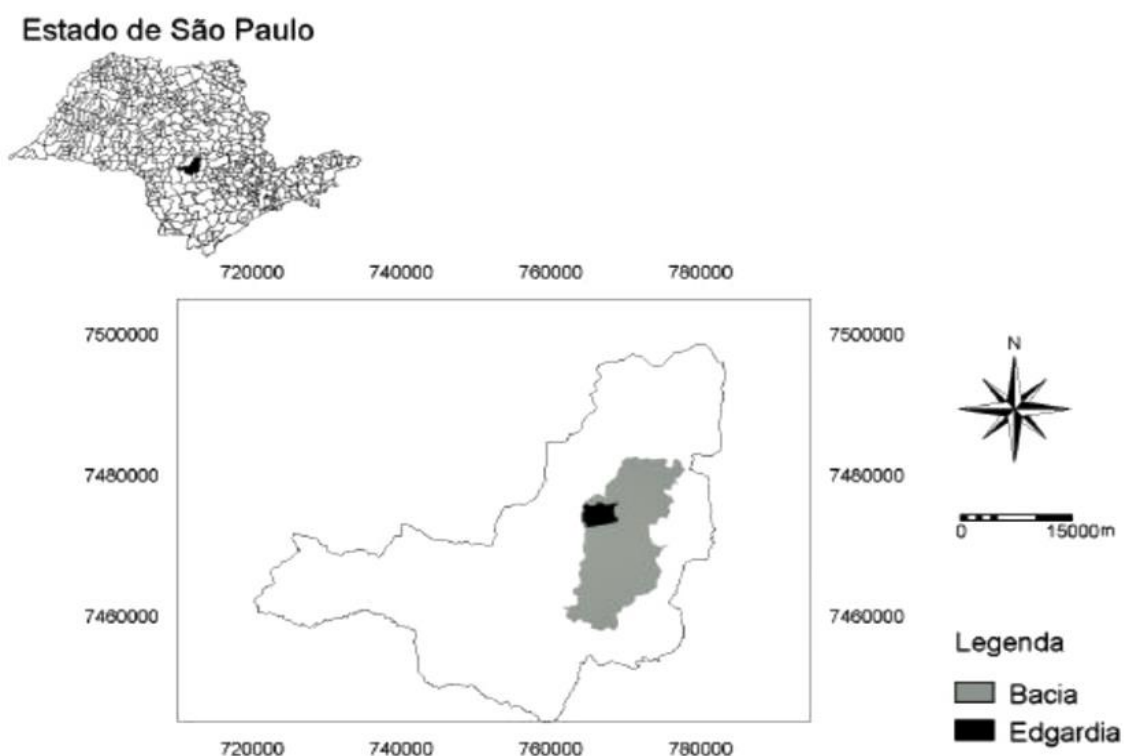 Estado de São Paulo
720000 740000 760000 780000
7500000 7500000
N
7480000 7480000
0 15000m
7460000 7460000
Legenda
Bacia
Edgardia
720000 740000 760000 780000